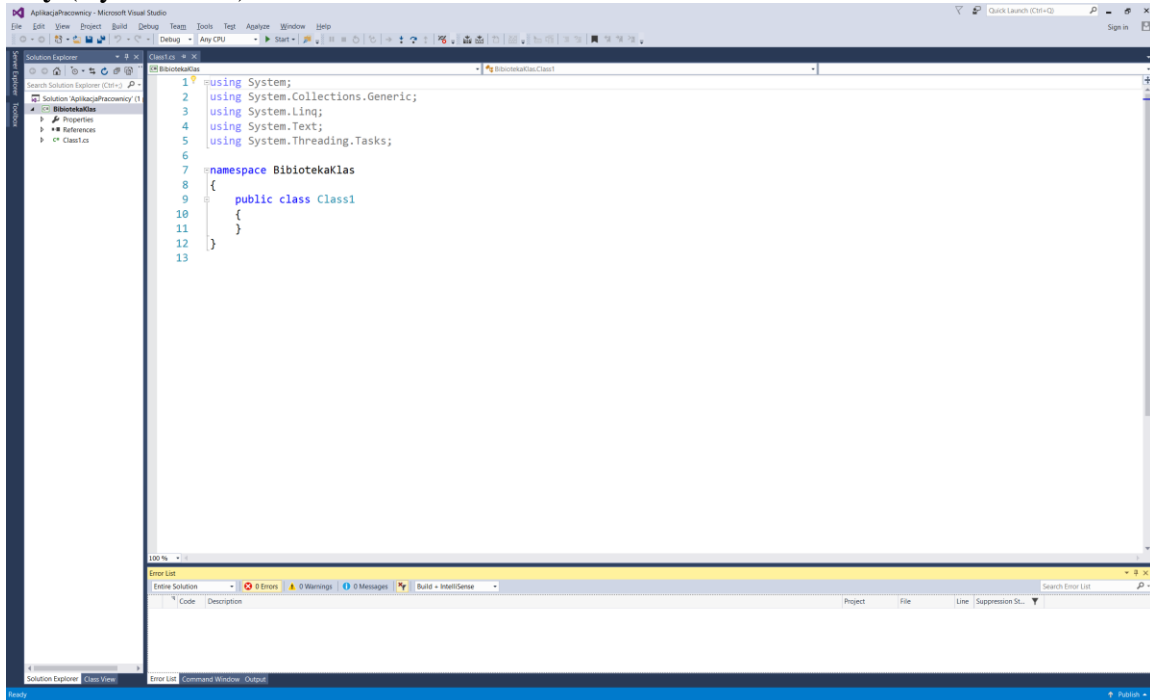 AplikacjaPracownicy - Microsoft Visual Studio
Quick Launch (Ctrl+Q)
File Edit View Project Build Debug Team Tools Test Analyze Window Help
Sign in
Debug Any CPU Start
Server Explorer
Toolbox
Solution Explorer
Search Solution Explorer (Ctrl+;)
Solution 'AplikacjaPracownicy' (1
BibiotekaKlas
Properties
References
C# Class1.cs
Class1.cs
BibiotekaKlas
BibiotekaKlas.Class1
1 using System;
2 using System.Collections.Generic;
3 using System.Linq;
4 using System.Text;
5 using System.Threading.Tasks;
6
7 namespace BibiotekaKlas
8 {
9 public class Class1
10 {
11 }
12 }
13
100 %
Error List
Entire Solution 0 Errors 0 Warnings 0 Messages Build + IntelliSense
Search Error List
Code Description Project File Line Suppression St...
Solution Explorer Class View
Error List Command Window Output
Ready
Publish